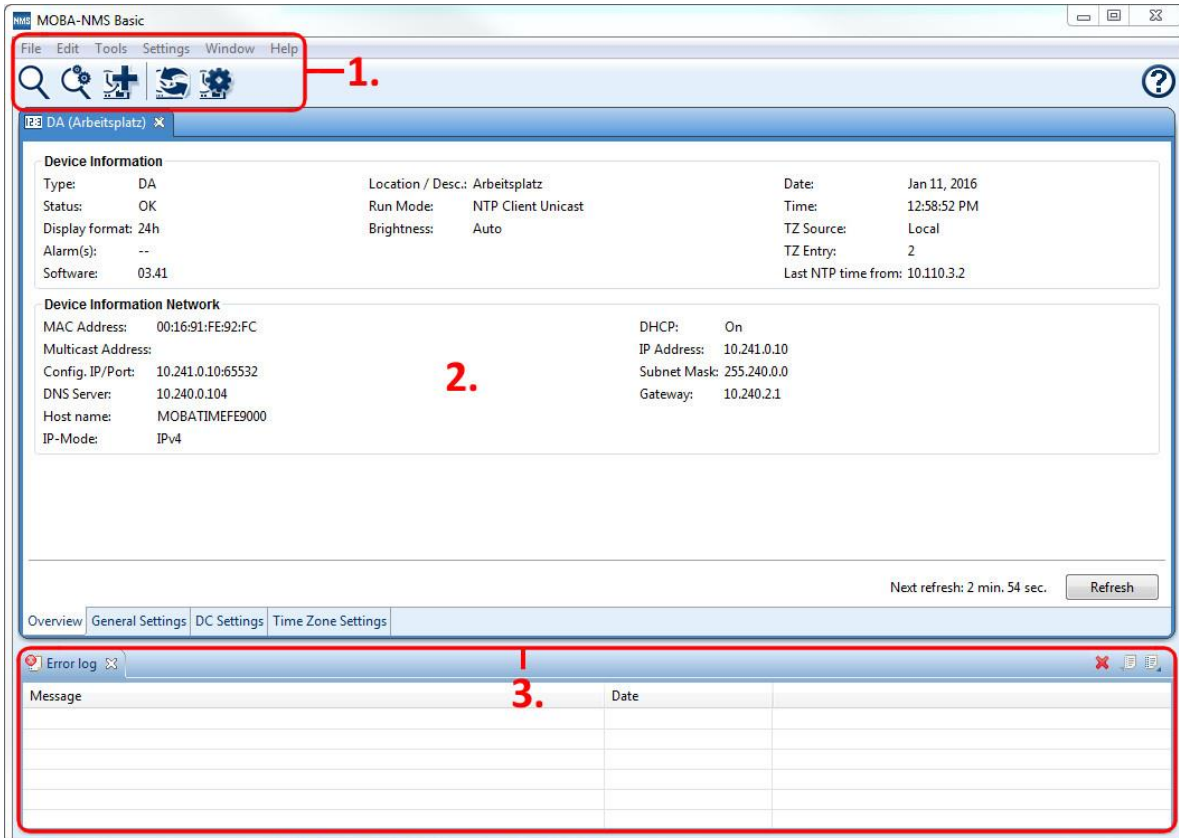 NMS MOBA-NMS Basic
File Edit Tools Settings Window Help
1.
DA (Arbeitsplatz)
Device Information
Type: DA Location / Desc.: Arbeitsplatz Date: Jan 11, 2016
Status: OK Run Mode: NTP Client Unicast Time: 12:58:52 PM
Display format: 24h Brightness: Auto TZ Source: Local
Alarm(s): -- TZ Entry: 2
Software: 03.41 Last NTP time from: 10.110.3.2
Device Information Network
MAC Address: 00:16:91:FE:92:FC DHCP: On
Multicast Address: IP Address: 10.241.0.10
Config. IP/Port: 10.241.0.10:65532 Subnet Mask: 255.240.0.0
2.
DNS Server: 10.240.0.104 Gateway: 10.240.2.1
Host name: MOBATIMEFE9000
IP-Mode: IPv4
Next refresh: 2 min. 54 sec. Refresh
Overview General Settings DC Settings Time Zone Settings
Error log
Message Date
3.